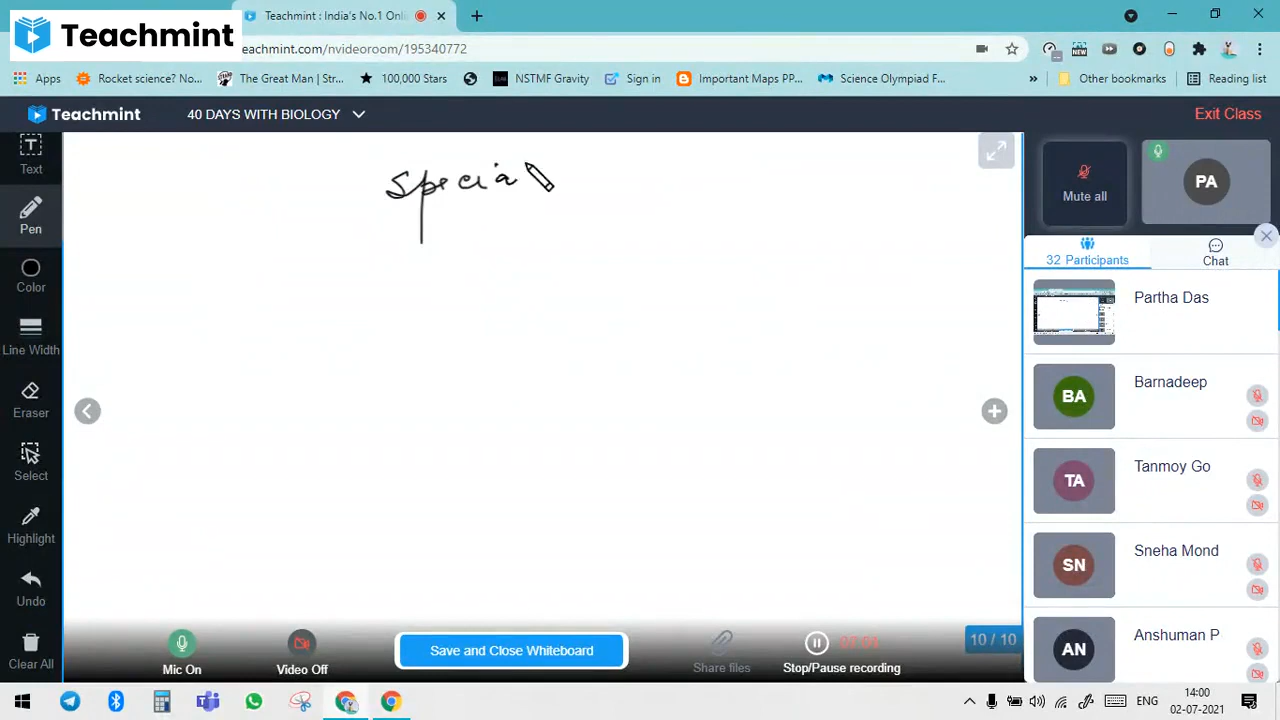 Teachmint : India's No.1 Onli
Teachmint
eachmint.com/nvideoroom/195340772
NEW
Apps
Rocket science? No...
The Great Man | Str...
100,000 Stars
NSTMF Gravity
Sign in
Important Maps PP...
Science Olympiad F...
»
Other bookmarks
Reading list
Teachmint
40 DAYS WITH BIOLOGY
Exit Class
Text
Pen
Color
Line Width
Eraser
Select
Highlight
Undo
Clear All
Specia
Mute all
PA
32 Participants
Chat
Partha Das
BA
Barnadeep
TA
Tanmoy Go
SN
Sneha Mond
AN
Anshuman P
Mic On
Video Off
Save and Close Whiteboard
Share files
Stop/Pause recording
10 / 10
ENG
14:00
02-07-2021